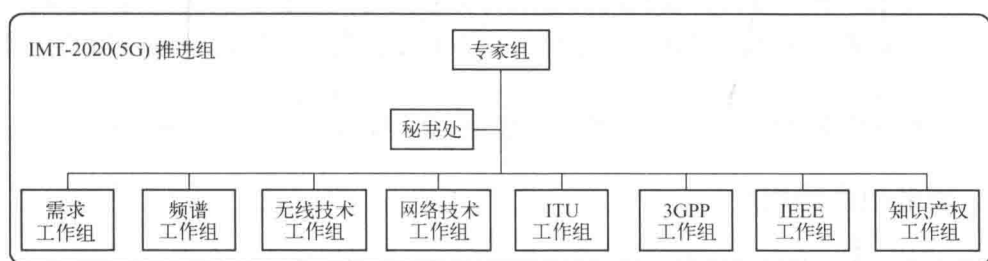 IMT-2020(5G) 推进组
专家组
秘书处
需求
工作组
频谱
工作组
无线技术
工作组
网络技术
工作组
ITU
工作组
3GPP
工作组
IEEE
工作组
知识产权
工作组